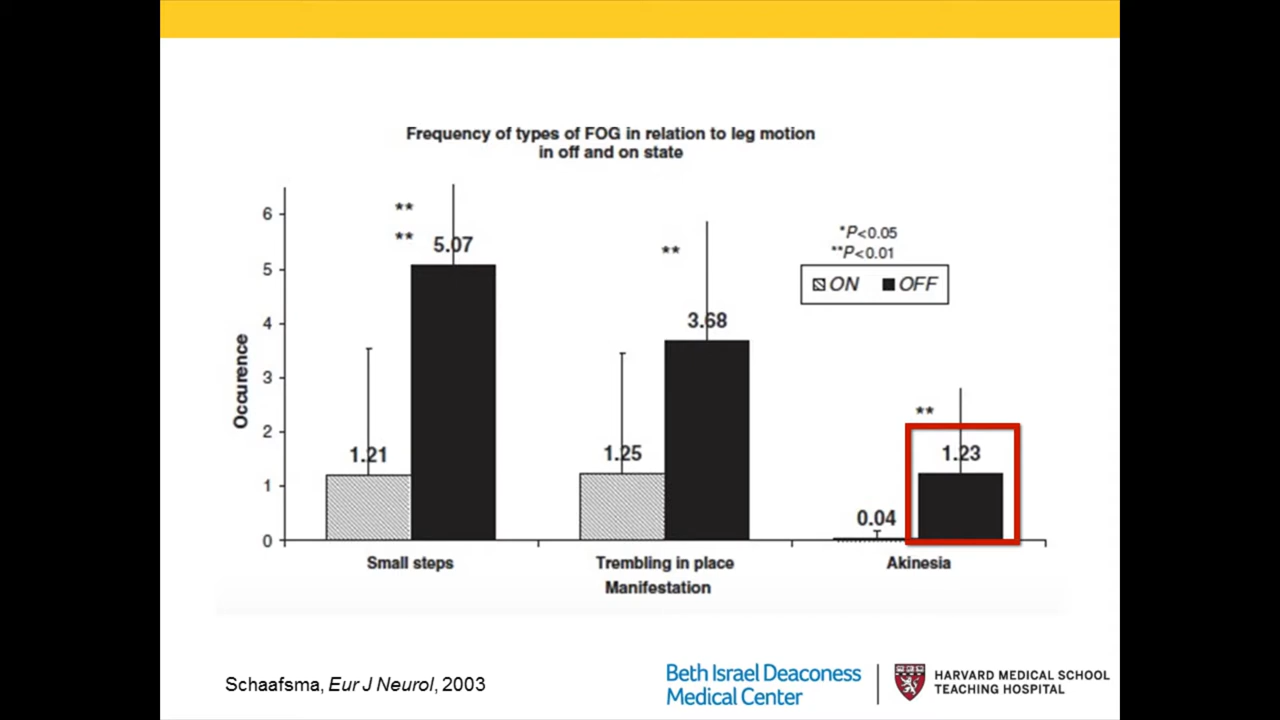 Frequency of types of FOG in relation to leg motion
in off and on state
Occurence
6
5
4
3
2
1
0
**
**
5.07
1.21
**
3.68
1.25
**
1.23
0.04
*P<0.05
**P<0.01
ON OFF
Small steps Trembling in place Akinesia
Manifestation
Schaafsma, Eur J Neurol, 2003
Beth Israel Deaconess
Medical Center
HARVARD MEDICAL SCHOOL
TEACHING HOSPITAL